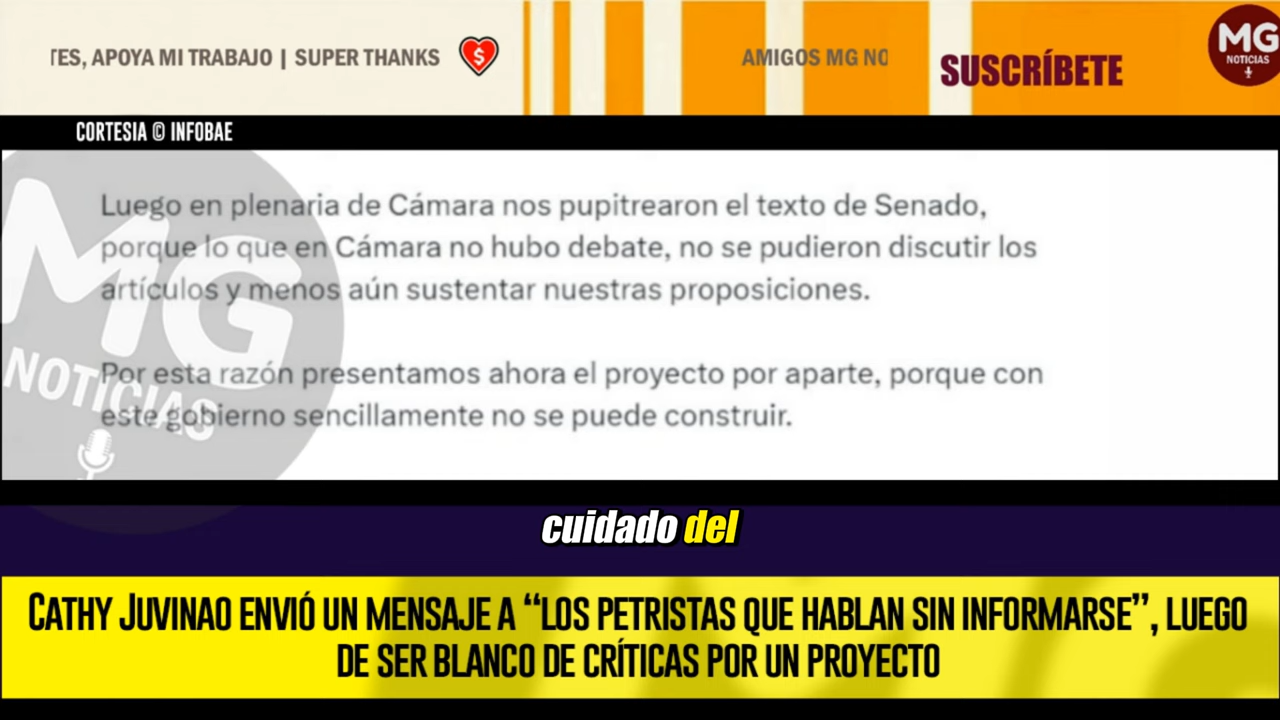 TES, APOYA MI TRABAJO | SUPER THANKS
AMIGOS MG NO
SUSCRÍBETE
MG
NOTICIAS
CORTESIA © INFOBAE
Luego en plenaria de Cámara nos pupitrearon el texto de Senado,
porque lo que en Cámara no hubo debate, no se pudieron discutir los
artículos y menos aún sustentar nuestras proposiciones.
Por esta razón presentamos ahora el proyecto por aparte, porque con
este gobierno sencillamente no se puede construir.
MG
NOTICIAS
cuidado del
CATHY JUVINAO ENVIÓ UN MENSAJE A “LOS PETRISTAS QUE HABLAN SIN INFORMARSE”, LUEGO
DE SER BLANCO DE CRÍTICAS POR UN PROYECTO